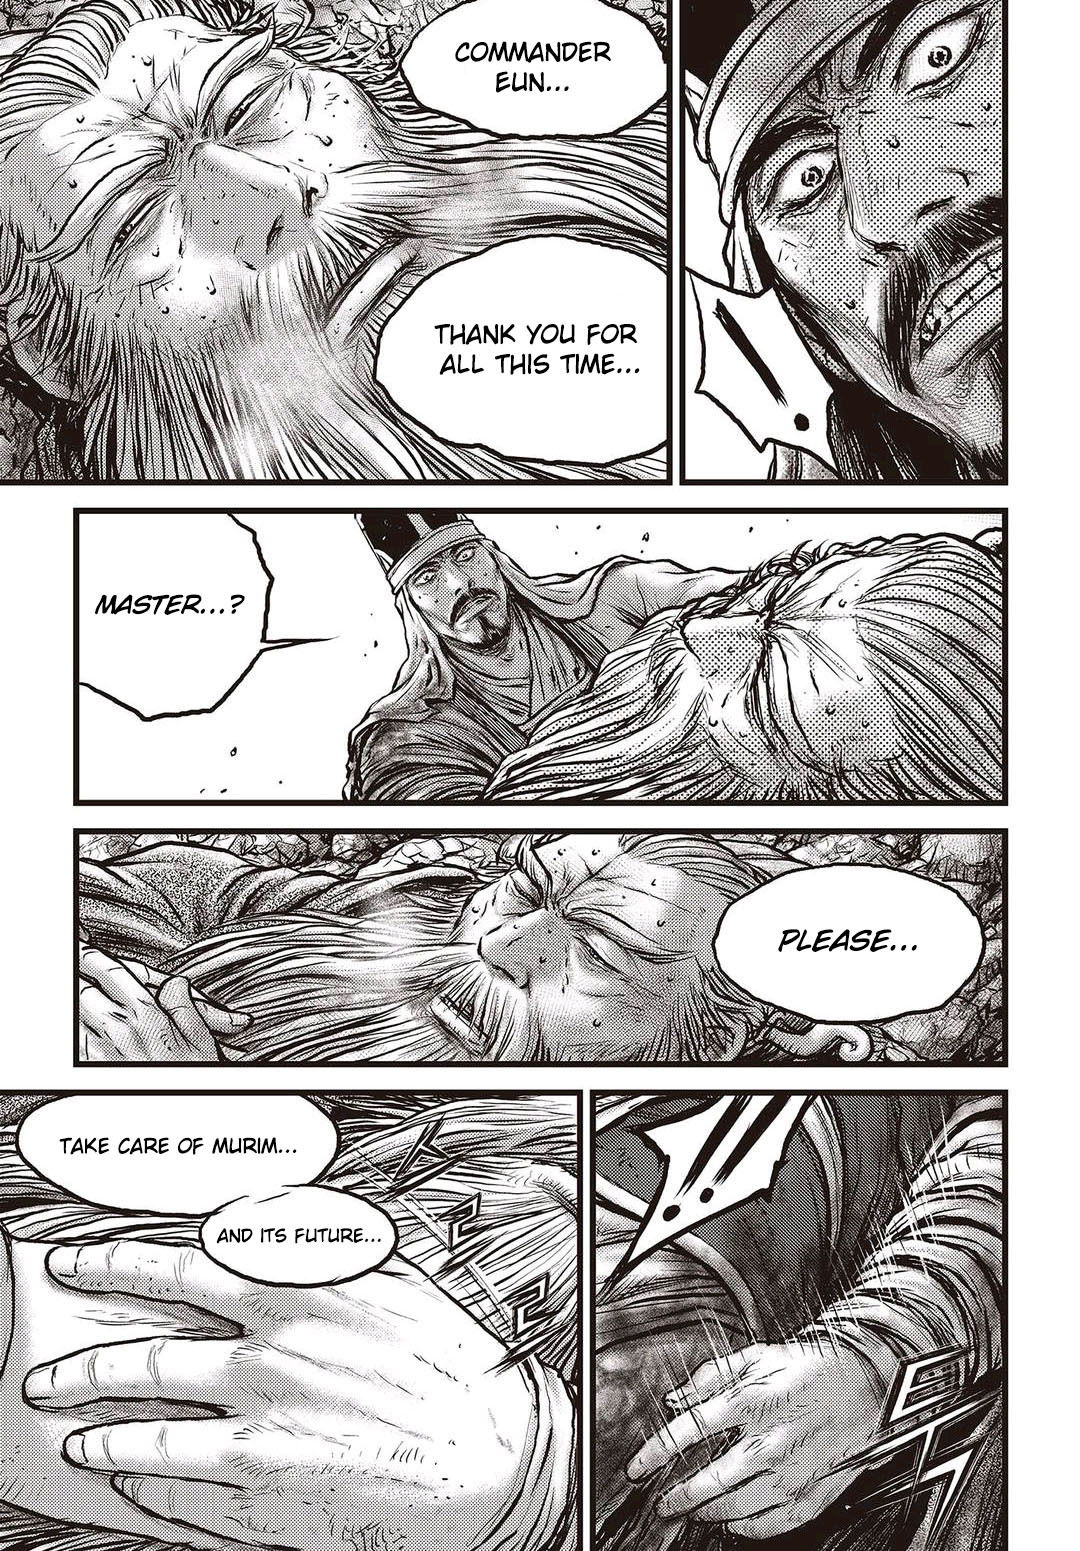 COMMANDER
EUN...
THANK YOU FOR
ALL THIS TIME...
!
MASTER...?
PLEASE...
TAKE CARE OF MURIM...
AND ITS FUTURE...
!